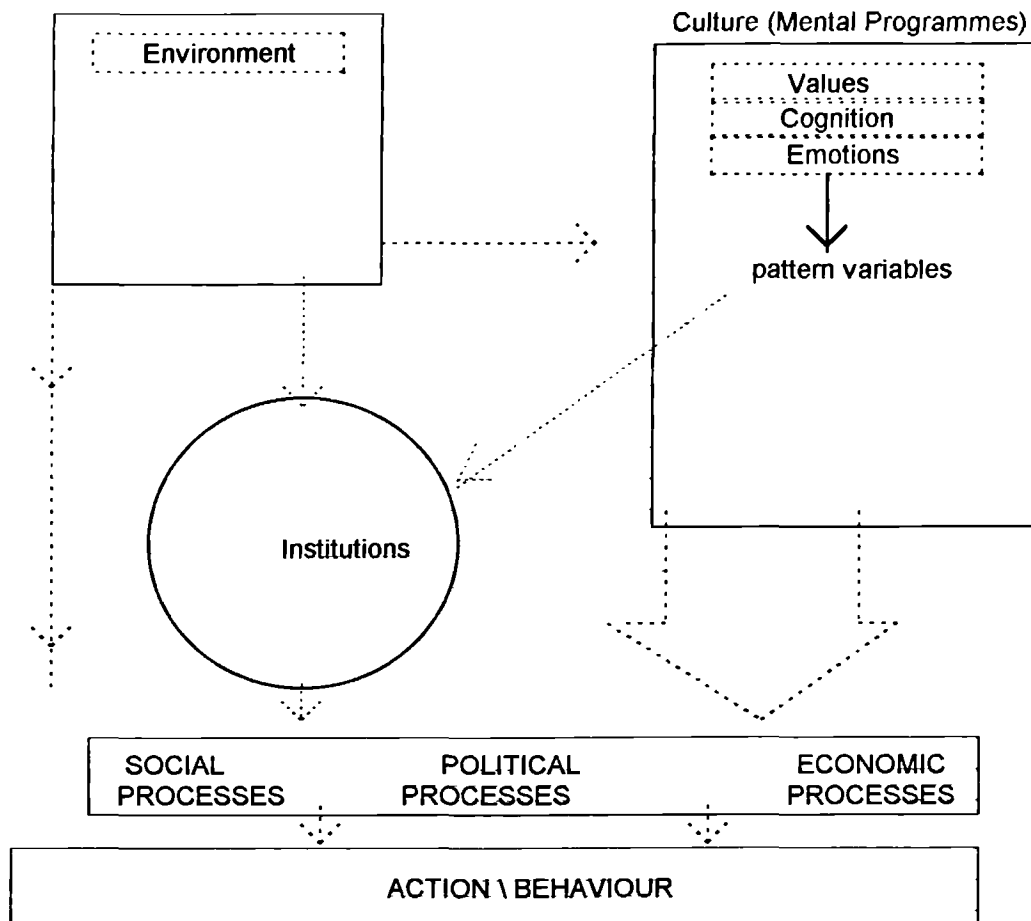 Culture (Mental Programmes)
Environment
Values
Cognition
Emotions
pattern variables
Institutions
SOCIAL PROCESSES
POLITICAL PROCESSES
ECONOMIC PROCESSES
ACTION \ BEHAVIOUR